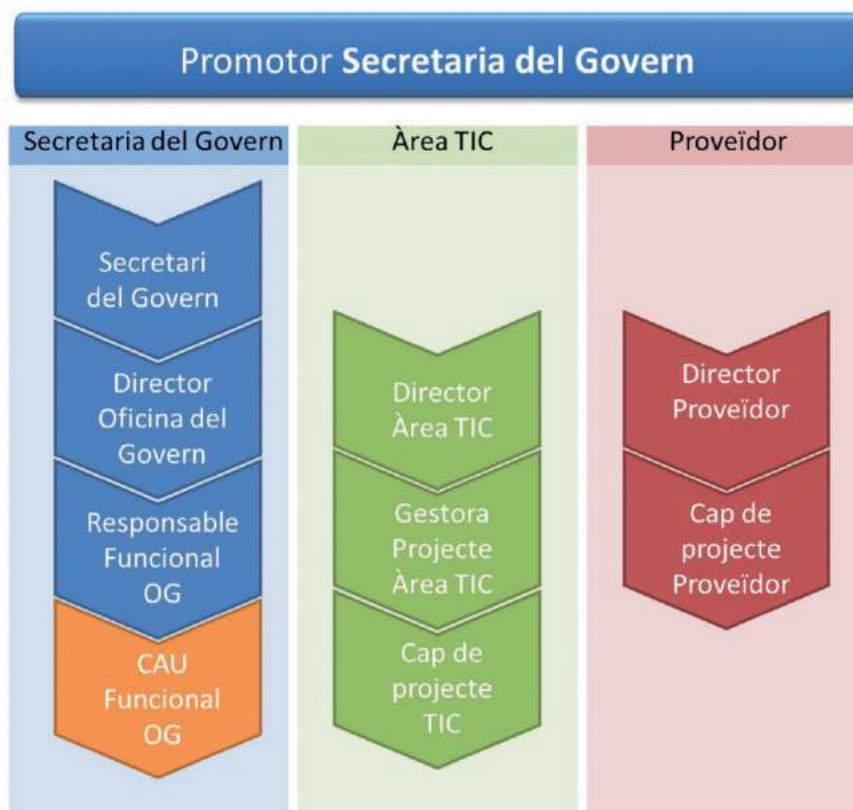 Promotor Secretaria del Govern
Secretaria del Govern
Secretari
del Govern
Director
Oficina del
Govern
Responsable
Funcional
OG
CAU
Funcional
OG
Àrea TIC
Director
Àrea TIC
Gestora
Projecte
Àrea TIC
Cap de
projecte
TIC
Proveïdor
Director
Proveïdor
Cap de
projecte
Proveïdor